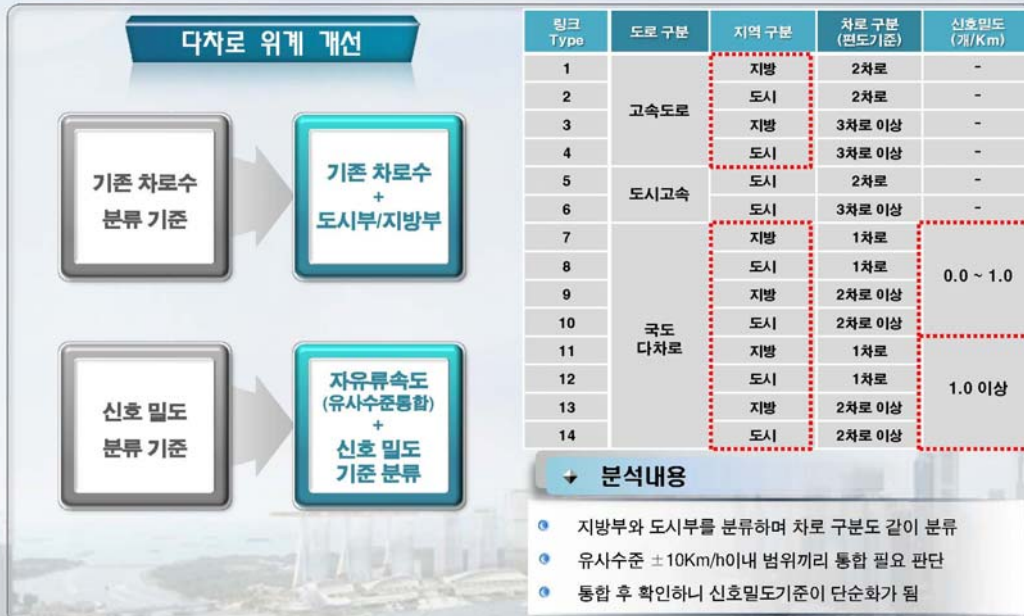 다차로 위계 개선
기존 차로수
분류 기준
기존 차로수
+
도시부/지방부
신호 밀도
분류 기준
자유류속도
(유사수준통합)
+
신호 밀도
기준 분류
링크 Type 도로 구분 지역 구분 차로 구분 (편도기준) 신호밀도 (개/Km)
1 고속도로 지방 2차로 -
2 도시 2차로 -
3 지방 3차로 이상 -
4 도시 3차로 이상 -
5 도시고속 도시 2차로 -
6 도시 3차로 이상 -
7 국도 다차로 지방 1차로 0.0 ~ 1.0
8 도시 1차로
9 지방 2차로 이상
10 도시 2차로 이상
11 지방 1차로 1.0 이상
12 도시 1차로
13 지방 2차로 이상
14 도시 2차로 이상
분석내용
지방부와 도시부를 분류하며 차로 구분도 같이 분류
유사수준 ±10Km/h이내 범위끼리 통합 필요 판단
통합 후 확인하니 신호밀도기준이 단순화가 됨